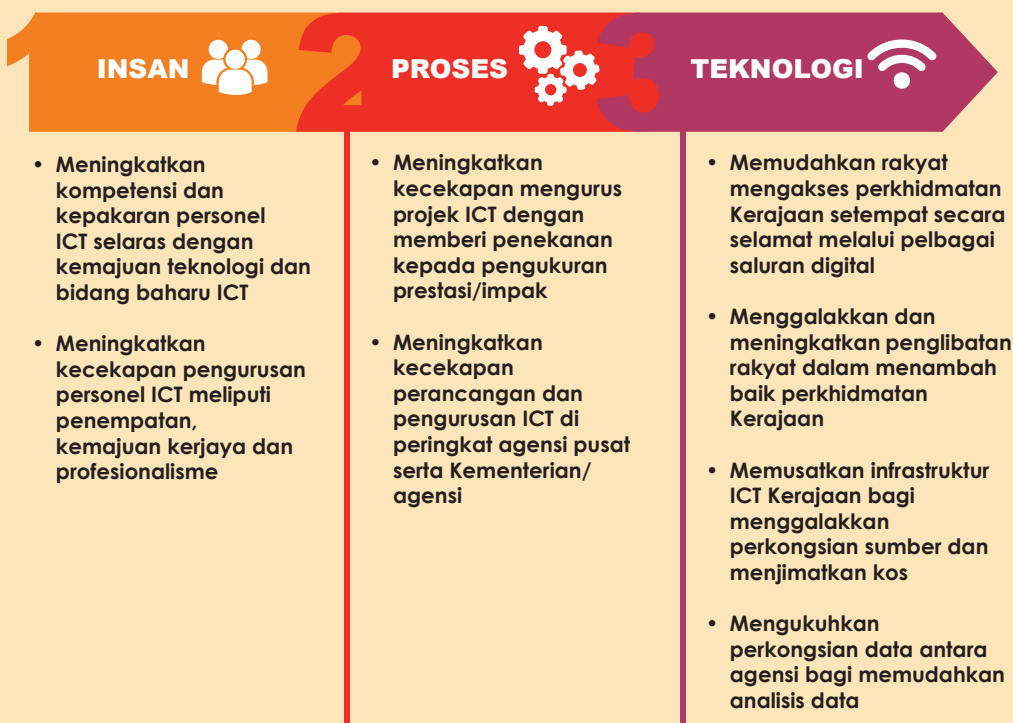 1
INSAN
• Meningkatkan
kompetensi dan
kepakaran personel
ICT selaras dengan
kemajuan teknologi dan
bidang baharu ICT
• Meningkatkan
kecekapan pengurusan
personel ICT meliputi
penempatan,
kemajuan kerjaya dan
profesionalisme
2
PROSES
• Meningkatkan
kecekapan mengurus
projek ICT dengan
memberi penekanan
kepada pengukuran
prestasi/impak
• Meningkatkan
kecekapan
perancangan dan
pengurusan ICT di
peringkat agensi pusat
serta Kementerian/
agensi
3
TEKNOLOGI
• Memudahkan rakyat
mengakses perkhidmatan
Kerajaan setempat secara
selamat melalui pelbagai
saluran digital
• Menggalakkan dan
meningkatkan penglibatan
rakyat dalam menambah
baik perkhidmatan
Kerajaan
• Memusatkan infrastruktur
ICT Kerajaan bagi
menggalakkan
perkongsian sumber dan
menjimatkan kos
• Mengukuhkan
perkongsian data antara
agensi bagi memudahkan
analisis data